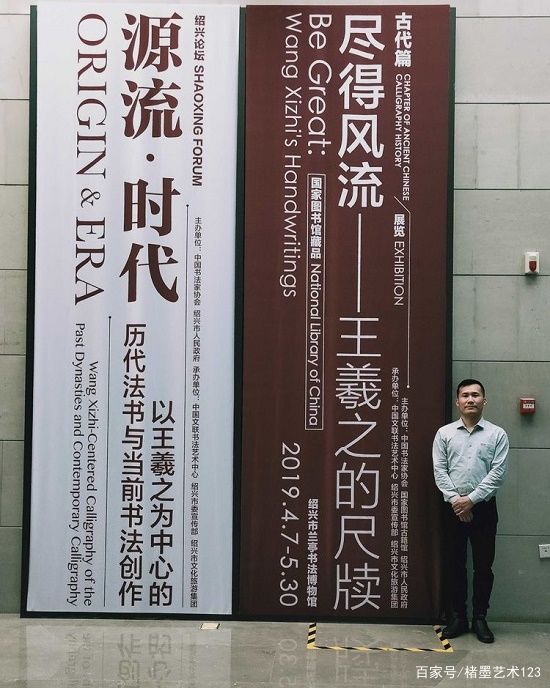 绍兴论坛 SHAOXING FORUM
源流·时代
ORIGIN & ERA
主办单位：中国书法家协会 绍兴市人民政府
承办单位：中国文联书法艺术中心 绍兴市委宣传部 绍兴市文化旅游集团
以王羲之为中心的
历代法书与当前书法创作
Wang Xizhi-Centered Calligraphy of the
Past Dynasties and Contemporary Calligraphy
古代篇
CHAPTER OF ANCIENT CHINESE
CALLIGRAPHY HISTORY
展览 EXHIBITION
尽得风流——王羲之的尺牍
Be Great:
Wang Xizhi's Handwritings
国家图书馆藏品 National Library of China
2019.4.7-5.30
绍兴市兰亭书法博物馆
主办单位：中国书法家协会 国家图书馆古籍馆 绍兴市人民政府
承办单位：中国文联书法艺术中心 绍兴市委宣传部 绍兴市文化旅游集团
百家号/楮墨艺术123